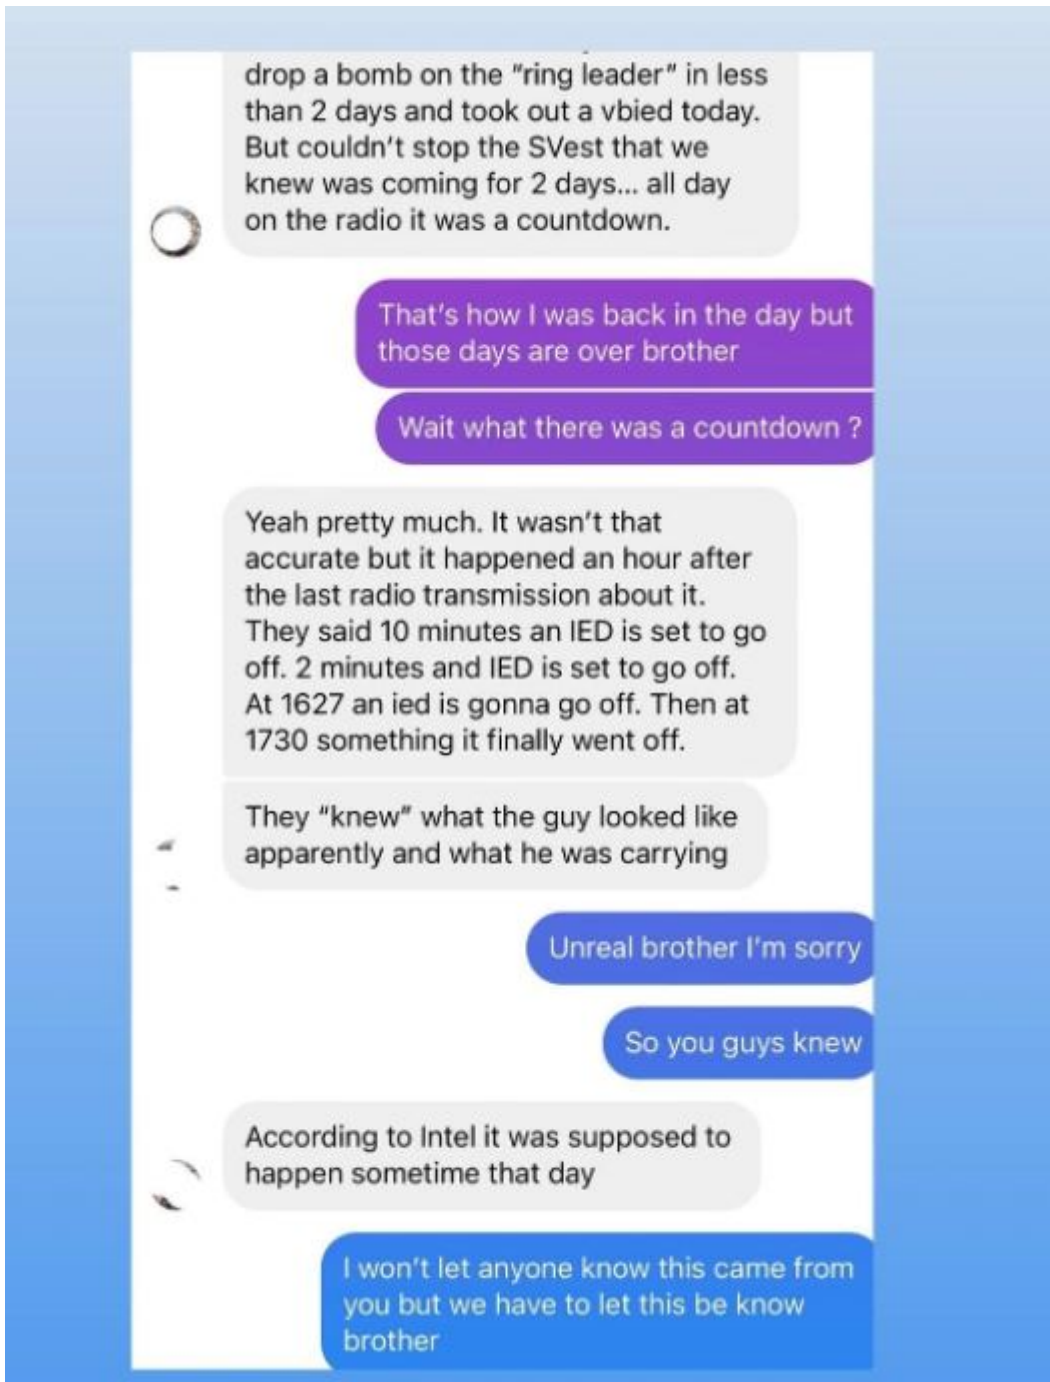 drop a bomb on the "ring leader" in less
than 2 days and took out a vbied today.
But couldn't stop the SVest that we
knew was coming for 2 days... all day
on the radio it was a countdown.
That's how I was back in the day but
those days are over brother
Wait what there was a countdown ?
Yeah pretty much. It wasn't that
accurate but it happened an hour after
the last radio transmission about it.
They said 10 minutes an IED is set to go
off. 2 minutes and IED is set to go off.
At 1627 an ied is gonna go off. Then at
1730 something it finally went off.
They "knew" what the guy looked like
apparently and what he was carrying
Unreal brother I'm sorry
So you guys knew
According to Intel it was supposed to
happen sometime that day
I won't let anyone know this came from
you but we have to let this be know
brother